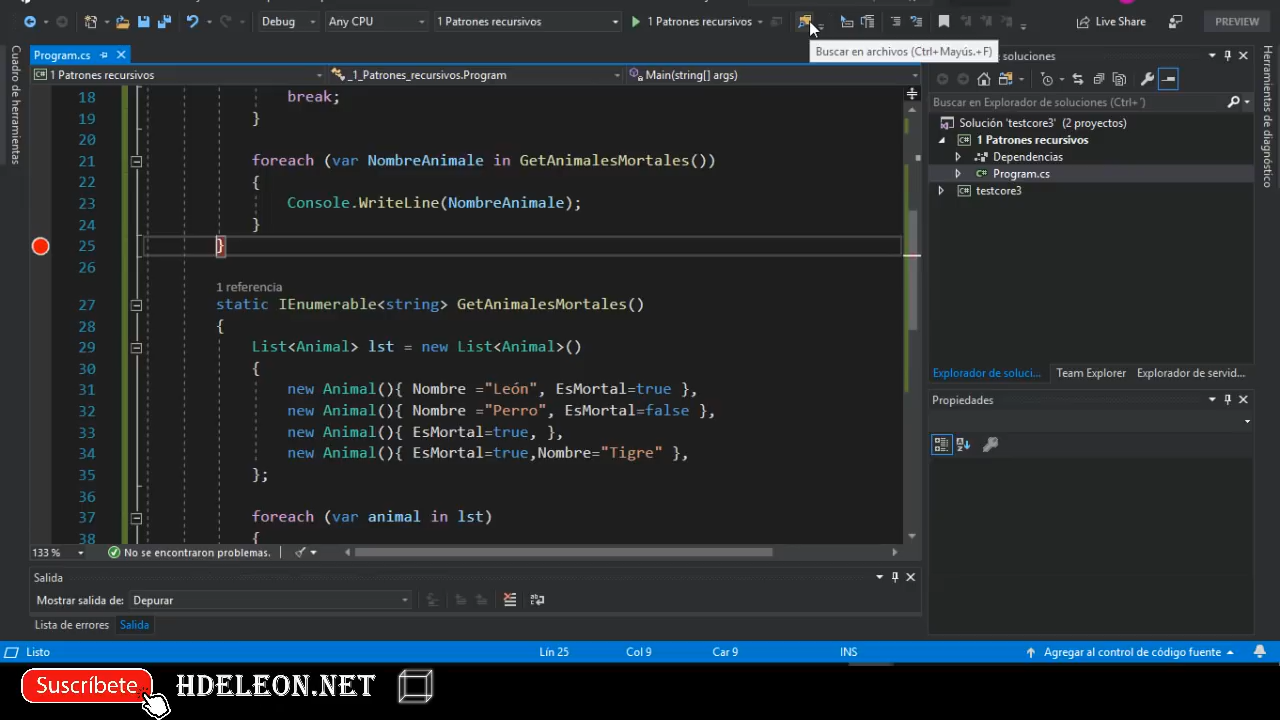 Debug
Any CPU
1 Patrones recursivos
1 Patrones recursivos
Live Share
PREVIEW
Buscar en archivos (Ctrl+Mayús.+F)
Program.cs
soluciones
1 Patrones recursivos
_1_Patrones_recursivos.Program
Main(string[] args)
Cuadro de herramientas
Herramientas de diagnóstico
18 break;
19 }
20
21 foreach (var NombreAnimale in GetAnimalesMortales())
22 {
23 Console.WriteLine(NombreAnimale);
24 }
25 }
26
1 referencia
27 static IEnumerable<string> GetAnimalesMortales()
28 {
29 List<Animal> lst = new List<Animal>()
30 {
31 new Animal(){ Nombre ="León", EsMortal=true },
32 new Animal(){ Nombre ="Perro", EsMortal=false },
33 new Animal(){ EsMortal=true, },
34 new Animal(){ EsMortal=true,Nombre="Tigre" },
35 };
36
37 foreach (var animal in lst)
38 {
133 %
No se encontraron problemas.
Buscar en Explorador de soluciones (Ctrl+')
Solución 'testcore3' (2 proyectos)
1 Patrones recursivos
Dependencias
Program.cs
testcore3
Explorador de soluci...
Team Explorer
Explorador de servid...
Propiedades
Salida
Mostrar salida de:
Depurar
Lista de errores
Salida
Listo
Lín 25
Col 9
Car 9
INS
Agregar al control de código fuente
Suscríbete
HDELEON.NET